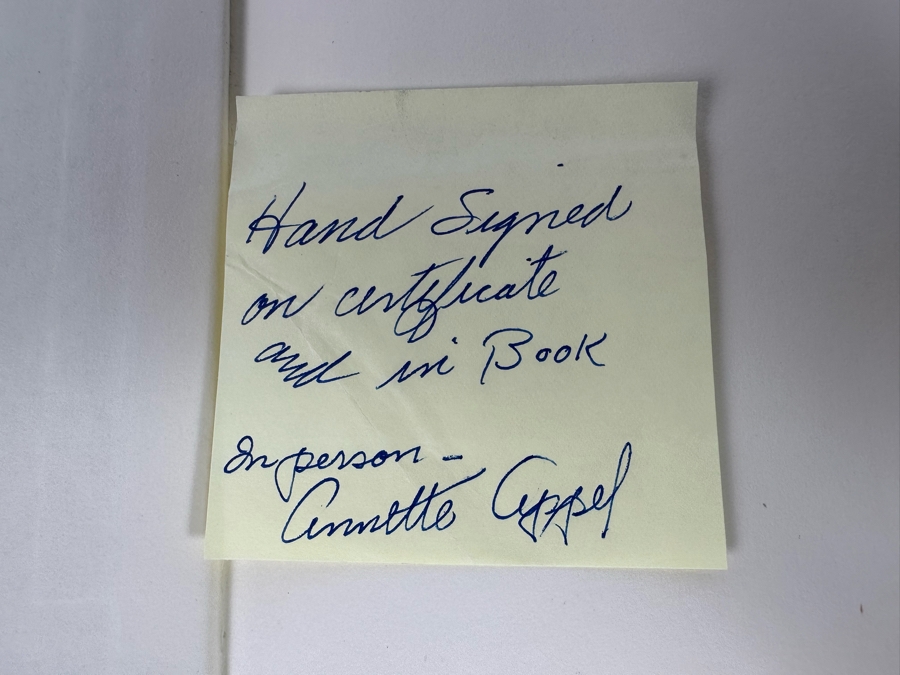 Hand Signed
on certificate
and in Book
In person -
Annette Appel